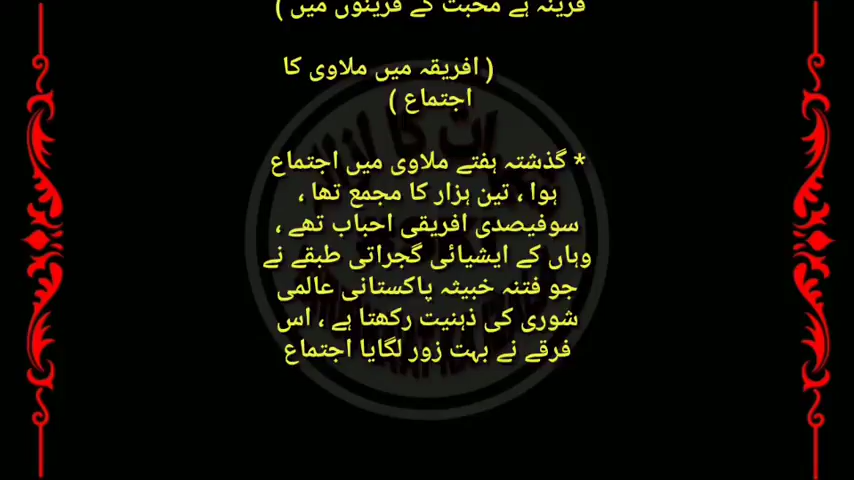 قرینہ ہے محبت کے قرینوں میں )
( افریقہ میں ملاوی کا
اجتماع )
* گذشتہ ہفتے ملاوی میں اجتماع
ہوا ، تین ہزار کا مجمع تھا ،
سوفیصدی افریقی احباب تھے ،
وہاں کے ایشیائی گجراتی طبقے نے
جو فتنہ خبیثہ پاکستانی عالمی
شوری کی ذہنیت رکھتا ہے ، اس
فرقے نے بہت زور لگایا اجتماع